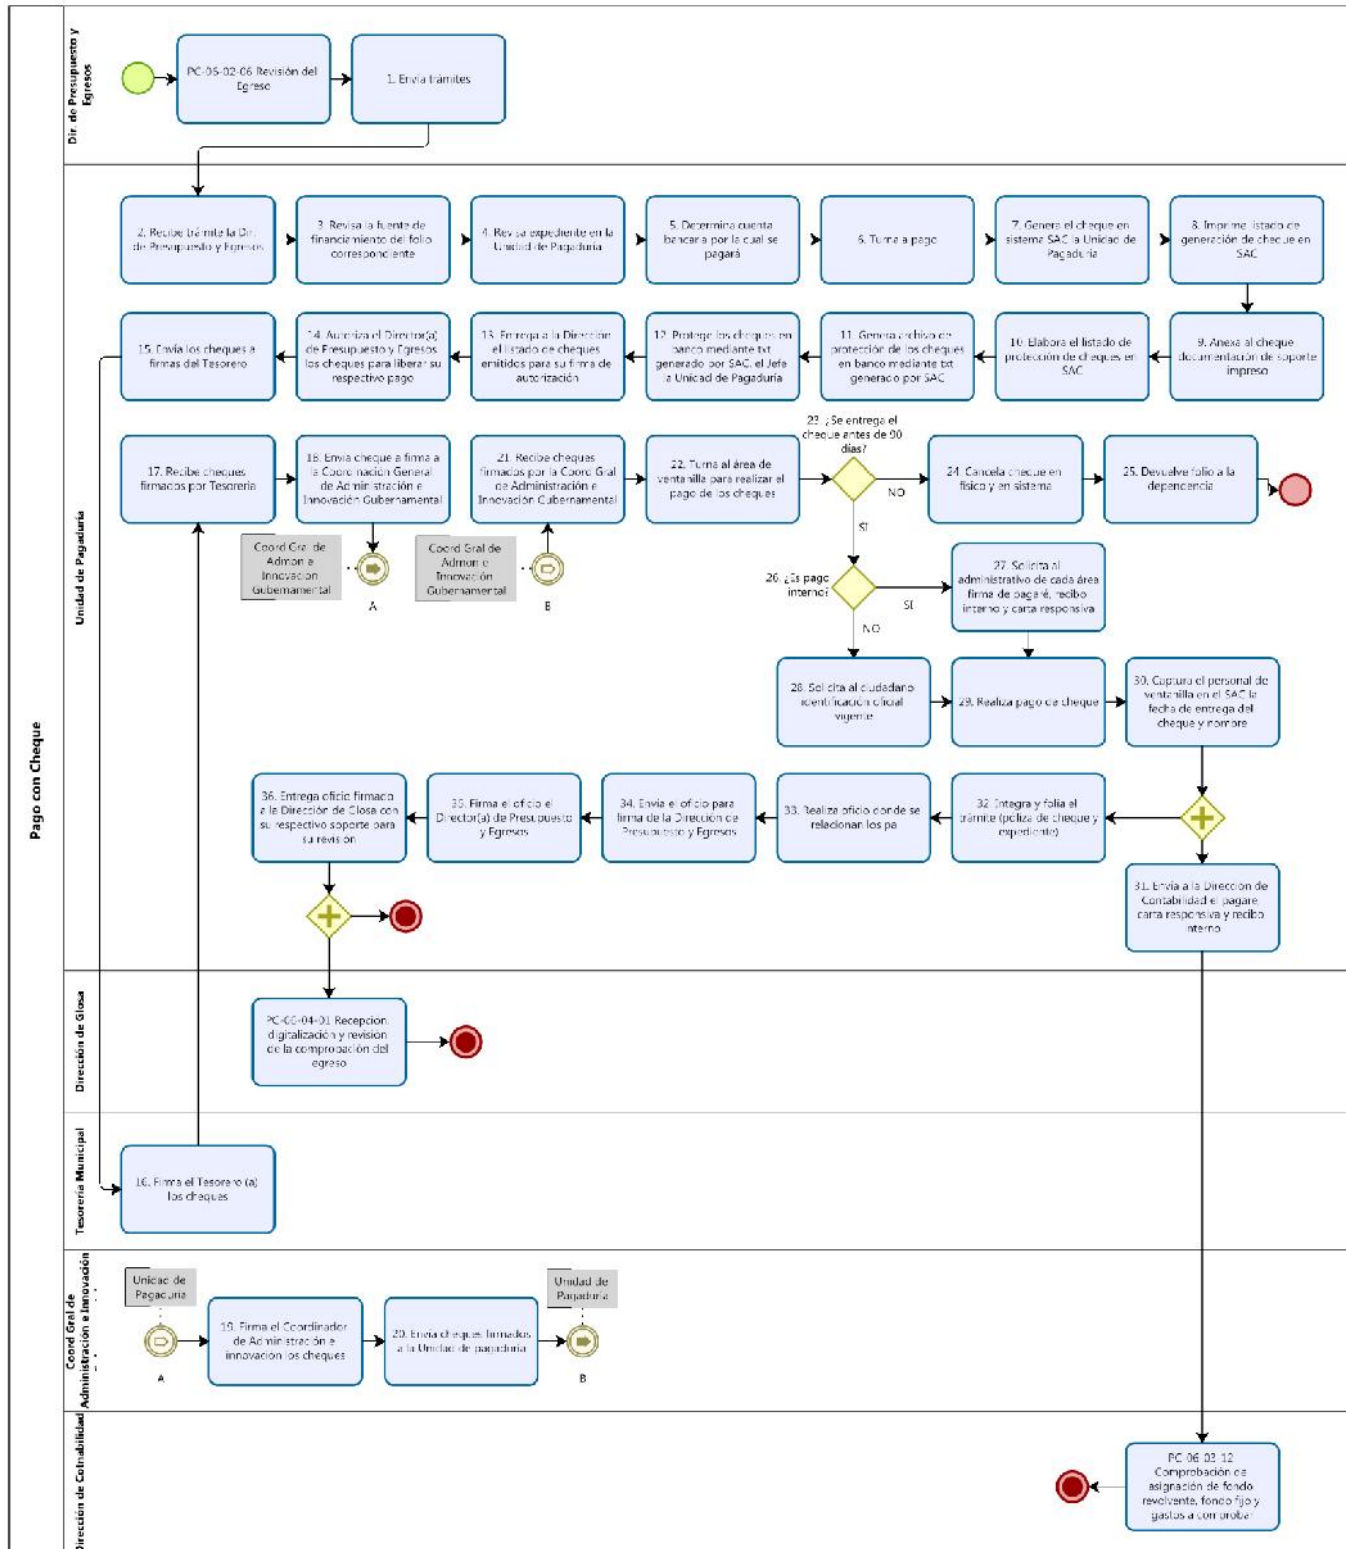 Pago con Cheque
Dir. de Presupuesto y
Egresos
PC-06-02-06 Revisión del
Egreso
1. Envía trámites
Unidad de Pagaduría
2. Recibe trámite la Dir.
de Presupuesto y Egresos
3. Revisa la fuente de
financiamiento del folio
correspondiente
4. Revisa expediente en la
Unidad de Pagaduría
5. Determina cuenta
bancaria por la cual se
pagará
6. Turna a pago
7. Genera el cheque en
sistema SAC la Unidad de
Pagaduría
8. Imprime listado de
generación de cheque en
SAC
15. Envía los cheques a
firmas del Tesorero
14. Autoriza el Director(a)
de Presupuesto y Egresos
los cheques para liberar su
respectivo pago
13. Entrega a la Dirección
el listado de cheques
emitidos para su firma de
autorización
12. Protege los cheques en
banco mediante txt
generado por SAC, el Jefe
la Unidad de Pagaduría
11. Genera archivo de
protección de los cheques
en banco mediante txt
generado por SAC
10. Elabora el listado de
protección de cheques en
SAC
9. Anexa al cheque
documentación de soporte
impreso
17. Recibe cheques
firmados por Tesorería
18. Envía cheque a firma a
la Coordinación General
de Administración e
Innovación Gubernamental
21. Recibe cheques
firmados por la Coord Gral
de Administración e
Innovación Gubernamental
22. Turna al área de
ventanilla para realizar el
pago de los cheques
23. ¿Se entrega el
cheque antes de 90
días?
NO
24. Cancela cheque en
físico y en sistema
25. Devuelve folio a la
dependencia
SI
Coord Gral de
Admon e
Innovación
Gubernamental
A
Coord Gral de
Admon e
Innovación
Gubernamental
B
26. ¿Es pago
interno?
SI
NO
27. Solicita al
administrativo de cada área
firma de pagaré, recibo
interno y carta responsiva
28. Solicita al ciudadano
identificación oficial
vigente
29. Realiza pago de cheque
30. Captura el personal de
ventanilla en el SAC la
fecha de entrega del
cheque y nombre
36. Entrega oficio firmado
a la Dirección de Glosa con
su respectivo soporte para
su revisión
35. Firma el oficio el
Director(a) de Presupuesto
y Egresos
34. Envía el oficio para
firma de la Dirección de
Presupuesto y Egresos
33. Realiza oficio donde se
relacionan los pa
32. Integra y folia el
trámite (poliza de cheque y
expediente)
31. Envía a la Dirección de
Contabilidad el pagaré,
carta responsiva y recibo
interno
Dirección de Glosa
PC-06-04-01 Recepción,
digitalización y revisión
de la comprobación del
egreso
Tesorería Municipal
16. Firma el Tesorero (a)
los cheques
Coord Gral de
Administración e Innovación
Unidad de
Pagaduría
A
19. Firma el Coordinador
de Administración e
innovación los cheques
20. Envía cheques firmados
a la Unidad de pagaduría
Unidad de
Pagaduría
B
Dirección de Cotnabilidad
PC-06-03-12
Comprobación de
asignación de fondo
revolvente, fondo fijo y
gastos a comprobar